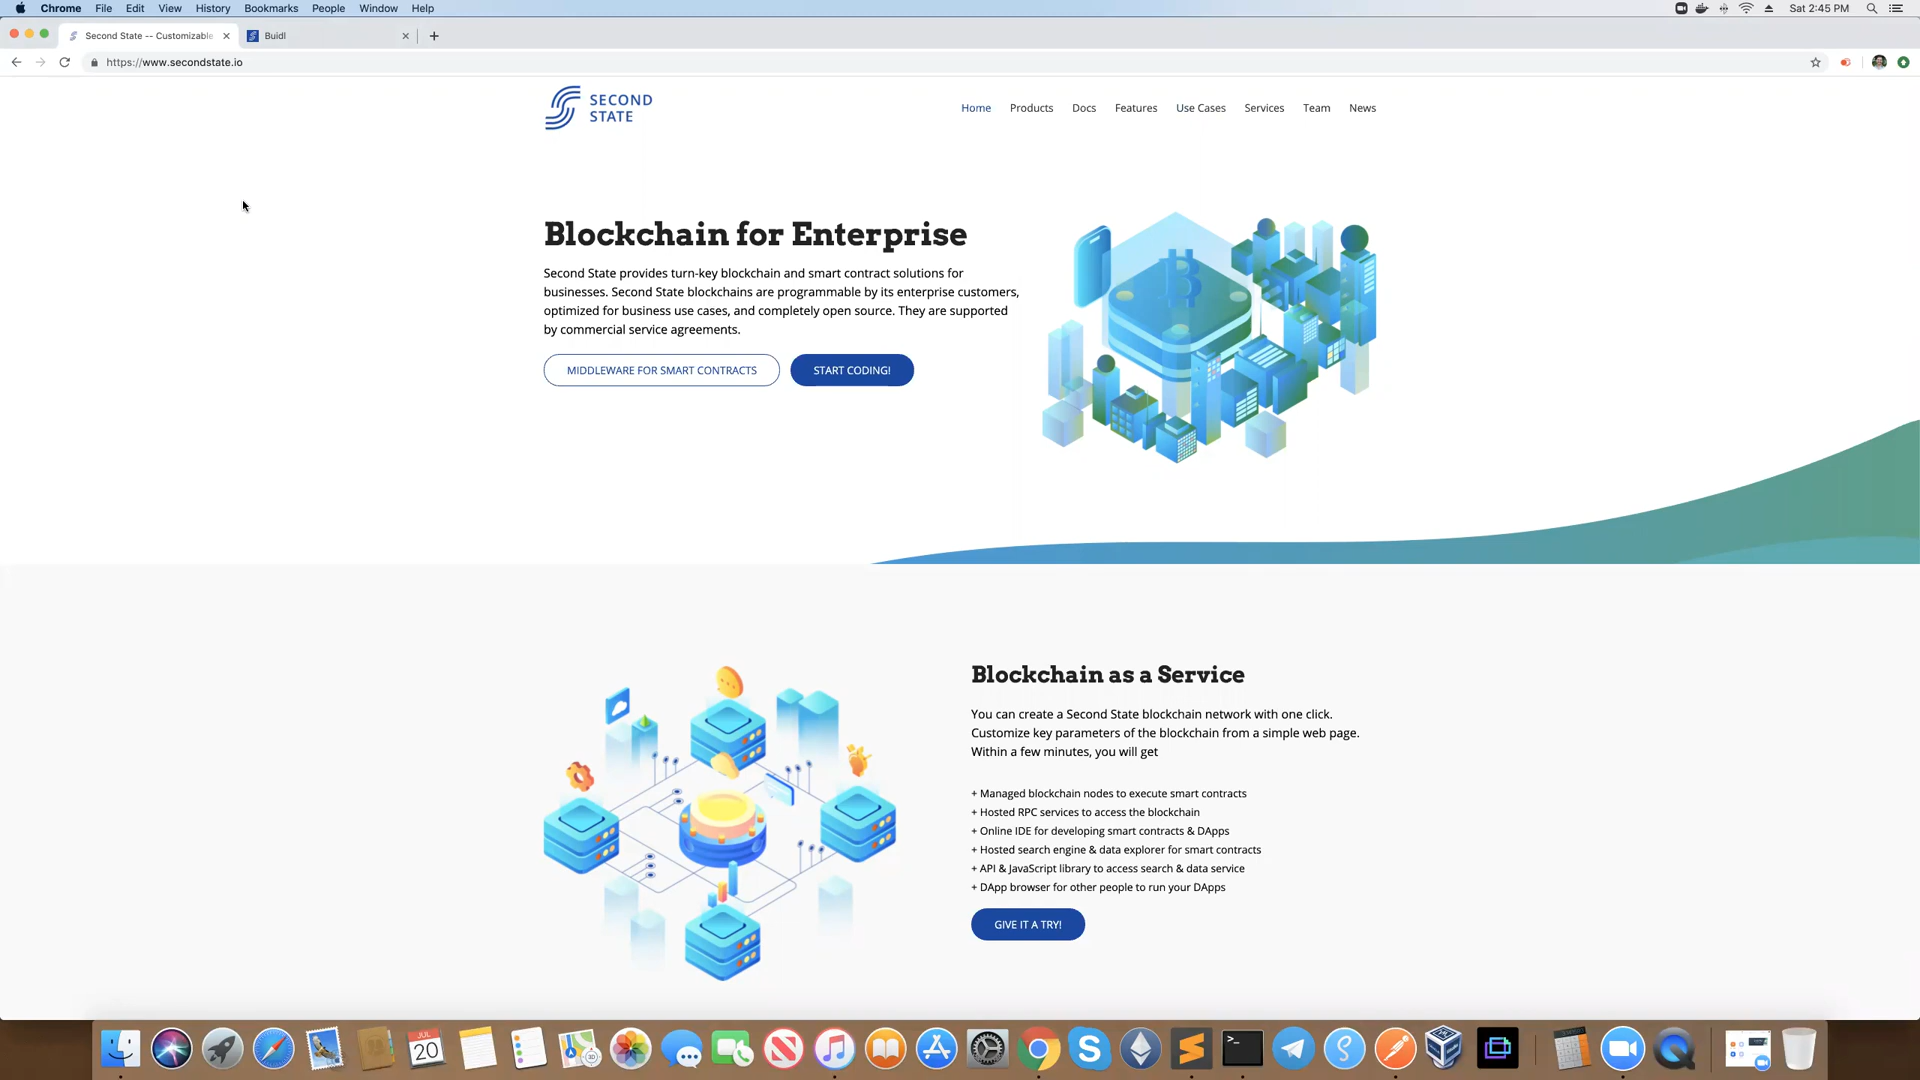 Chrome File Edit View History Bookmarks People Window Help
Sat 2:45 PM
Second State -- Customizable
Buidl
https://www.secondstate.io
SECOND
STATE
Home Products Docs Features Use Cases Services Team News
Blockchain for Enterprise
Second State provides turn-key blockchain and smart contract solutions for
businesses. Second State blockchains are programmable by its enterprise customers,
optimized for business use cases, and completely open source. They are supported
by commercial service agreements.
MIDDLEWARE FOR SMART CONTRACTS
START CODING!
Blockchain as a Service
You can create a Second State blockchain network with one click.
Customize key parameters of the blockchain from a simple web page.
Within a few minutes, you will get
+ Managed blockchain nodes to execute smart contracts
+ Hosted RPC services to access the blockchain
+ Online IDE for developing smart contracts & DApps
+ Hosted search engine & data explorer for smart contracts
+ API & JavaScript library to access search & data service
+ DApp browser for other people to run your DApps
GIVE IT A TRY!
JUL
20